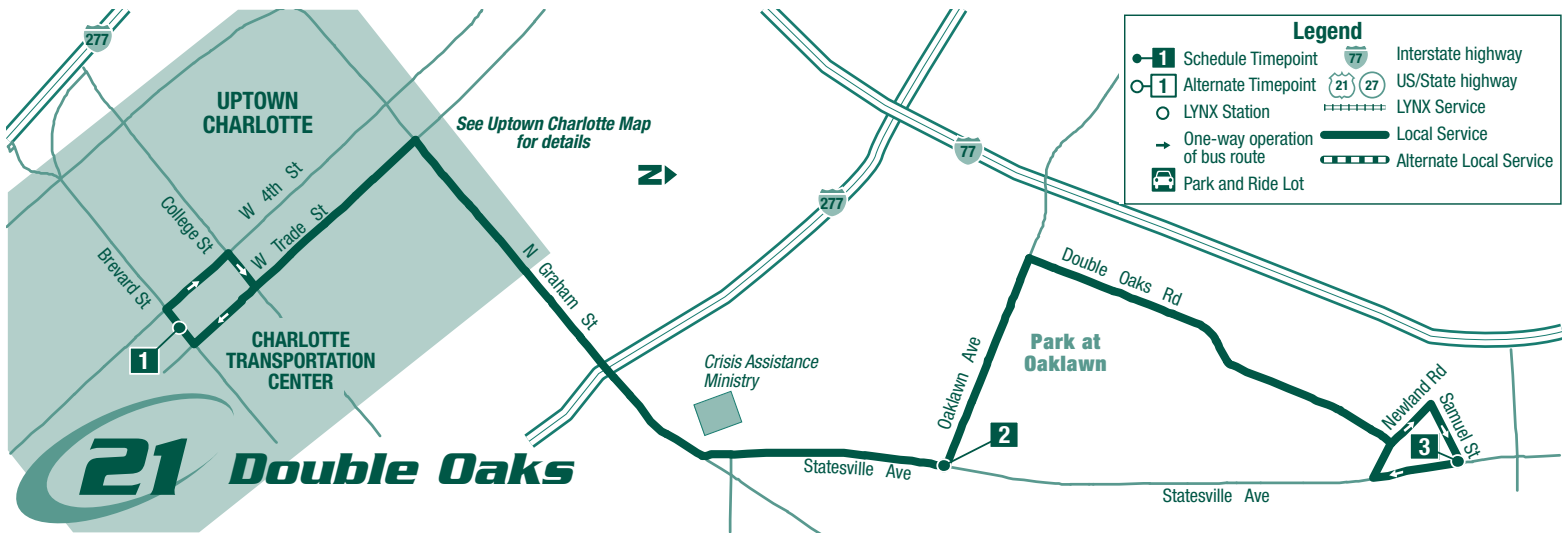 277
UPTOWN
CHARLOTTE
See Uptown Charlotte Map
for details
N
W 4th St
College St
W Trade St
Brevard St
1
CHARLOTTE
TRANSPORTATION
CENTER
N Graham St
21 Double Oaks
Crisis Assistance
Ministry
277
77
Statesville Ave
2
Oaklawn Ave
Park at
Oaklawn
Double Oaks Rd
Newland Rd
Samuel St
3
Statesville Ave
Legend
1 Schedule Timepoint
1 Alternate Timepoint
LYNX Station
One-way operation
of bus route
Park and Ride Lot
77 Interstate highway
21 27 US/State highway
LYNX Service
Local Service
Alternate Local Service